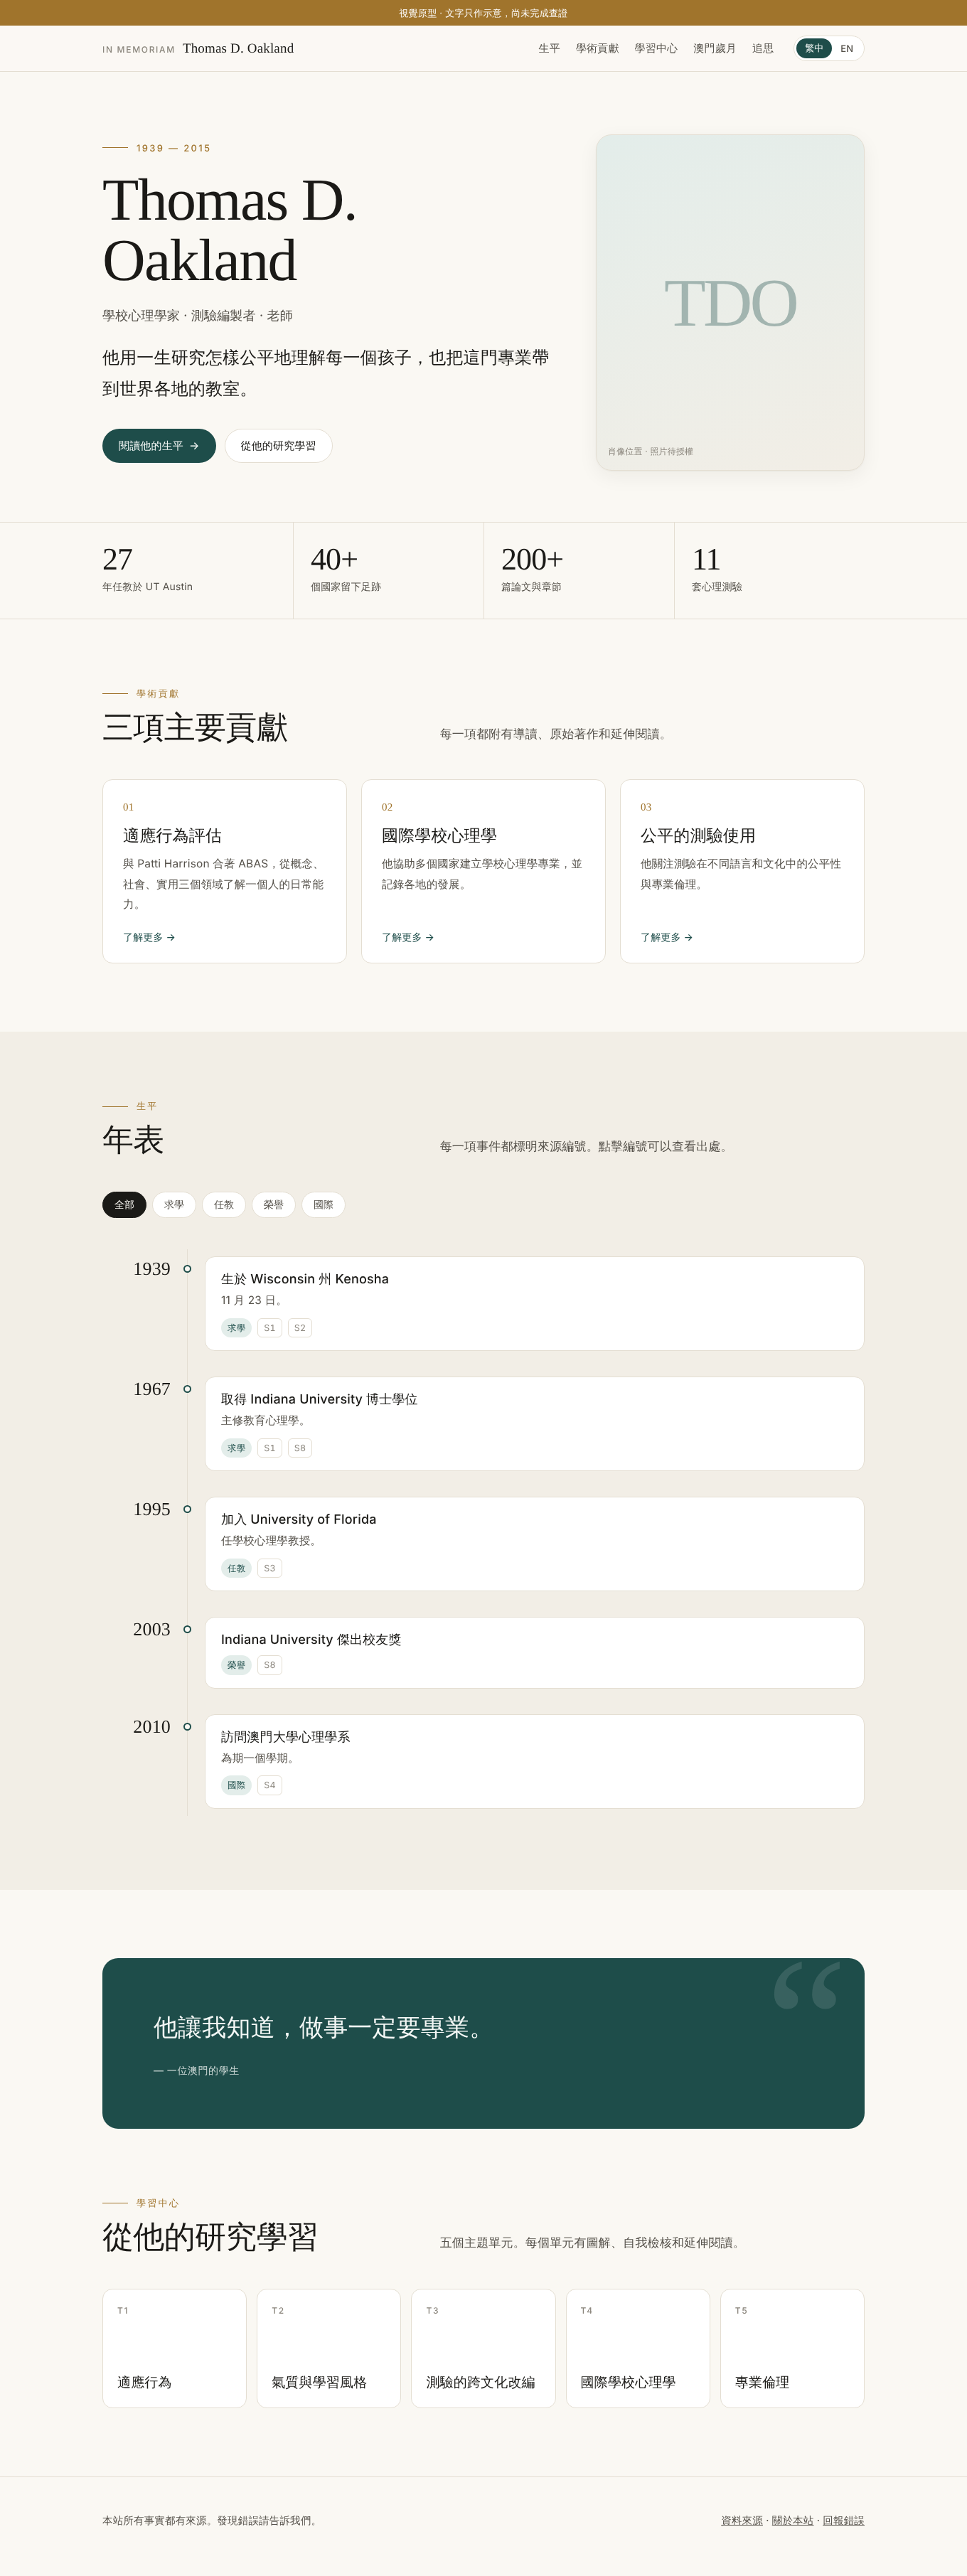 視覺原型 · 文字只作示意，尚未完成查證
IN MEMORIAM Thomas D. Oakland
生平 學術貢獻 學習中心 澳門歲月 追思 繁中 EN
1939 — 2015
Thomas D.
Oakland
學校心理學家 · 測驗編製者 · 老師
他用一生研究怎樣公平地理解每一個孩子，也把這門專業帶
到世界各地的教室。
閱讀他的生平 →
從他的研究學習
TDO
肖像位置 · 照片待授權
27
年任教於 UT Austin
40+
個國家留下足跡
200+
篇論文與章節
11
套心理測驗
學術貢獻
三項主要貢獻
每一項都附有導讀、原始著作和延伸閱讀。
01
適應行為評估
與 Patti Harrison 合著 ABAS，從概念、
社會、實用三個領域了解一個人的日常能
力。
了解更多 →
02
國際學校心理學
他協助多個國家建立學校心理學專業，並
記錄各地的發展。
了解更多 →
03
公平的測驗使用
他關注測驗在不同語言和文化中的公平性
與專業倫理。
了解更多 →
生平
年表
每一項事件都標明來源編號。點擊編號可以查看出處。
全部 求學 任教 榮譽 國際
1939
生於 Wisconsin 州 Kenosha
11 月 23 日。
求學 S1 S2
1967
取得 Indiana University 博士學位
主修教育心理學。
求學 S1 S8
1995
加入 University of Florida
任學校心理學教授。
任教 S3
2003
Indiana University 傑出校友獎
榮譽 S8
2010
訪問澳門大學心理學系
為期一個學期。
國際 S4
“
他讓我知道，做事一定要專業。
— 一位澳門的學生
學習中心
從他的研究學習
五個主題單元。每個單元有圖解、自我檢核和延伸閱讀。
T1
適應行為
T2
氣質與學習風格
T3
測驗的跨文化改編
T4
國際學校心理學
T5
專業倫理
本站所有事實都有來源。發現錯誤請告訴我們。
資料來源 · 關於本站 · 回報錯誤